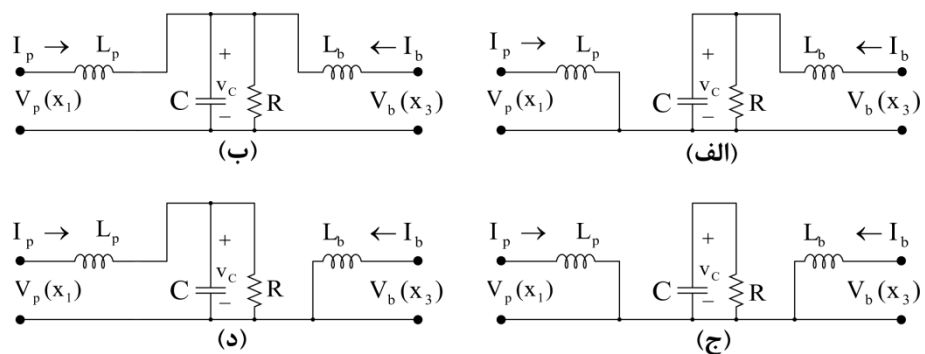 I_p → L_p L_b ← I_b
V_p(x_1) C + v_C − R V_b(x_3)
(ب)
I_p → L_p L_b ← I_b
V_p(x_1) C + v_C − R V_b(x_3)
(الف)
I_p → L_p L_b ← I_b
V_p(x_1) C + v_C − R V_b(x_3)
(د)
I_p → L_p L_b ← I_b
V_p(x_1) C + v_C − R V_b(x_3)
(ج)